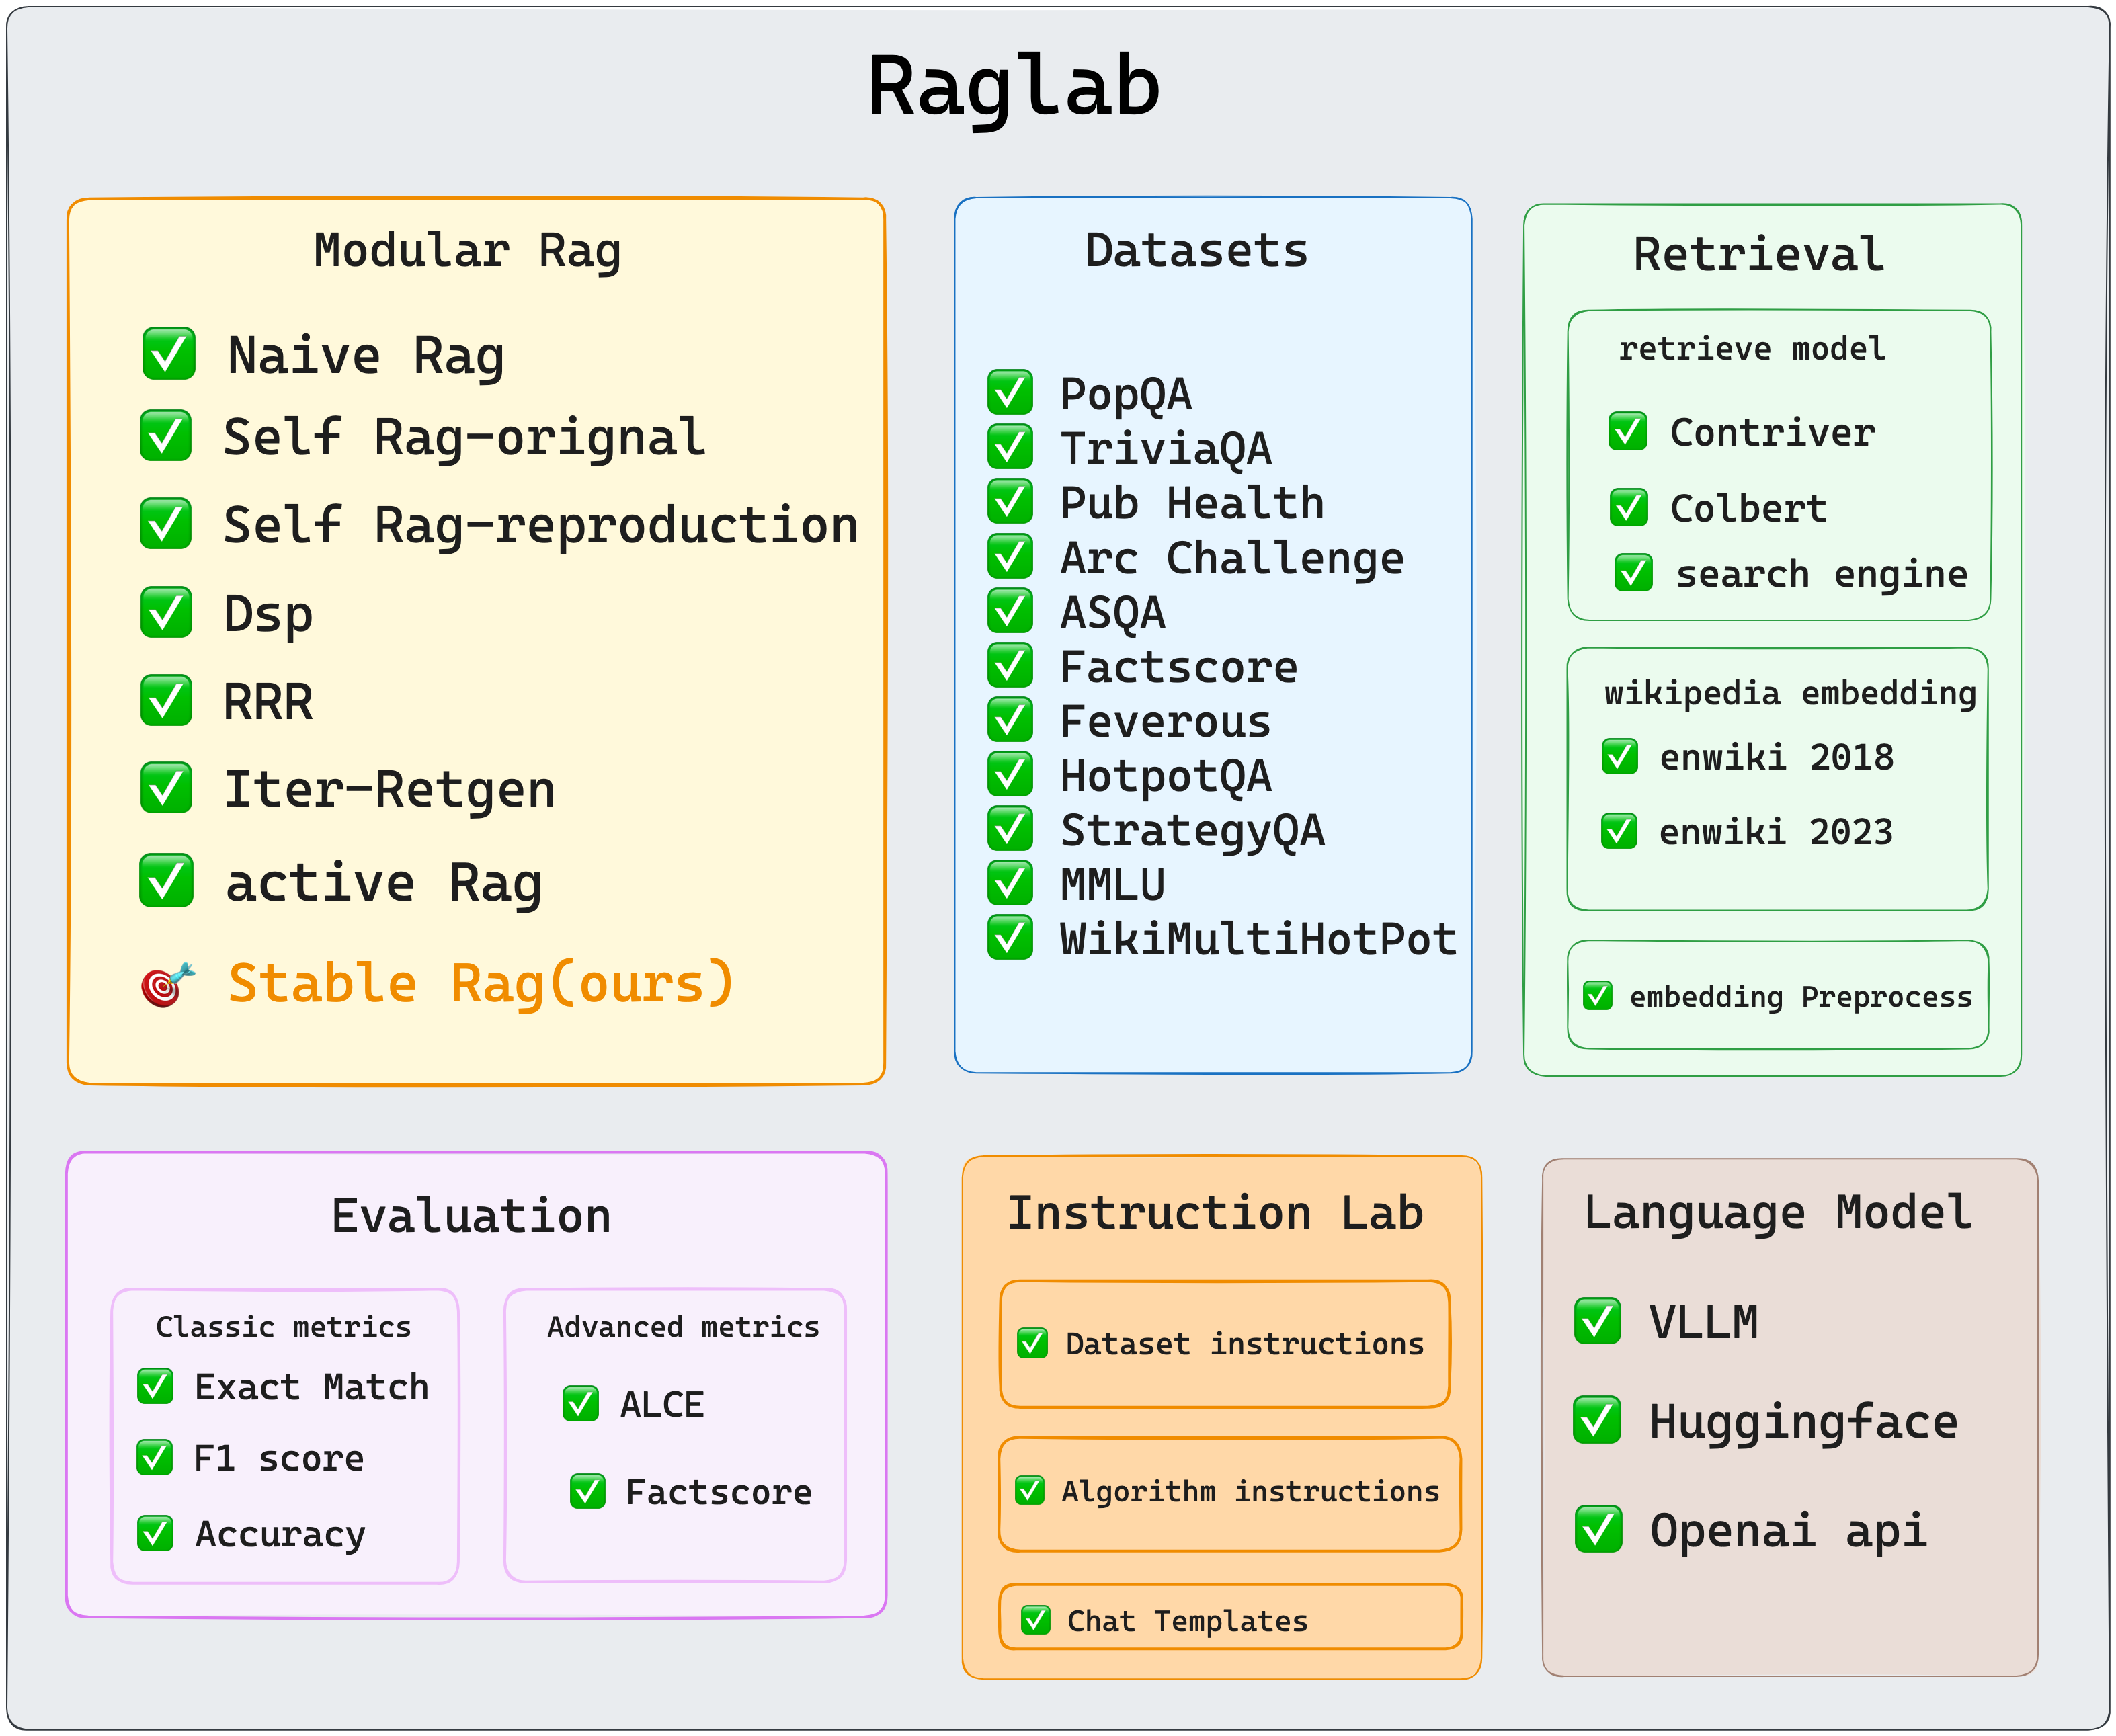 Raglab
Modular Rag
Naive Rag
Self Rag-orignal
Self Rag-reproduction
Dsp
RRR
Iter-Retgen
active Rag
Stable Rag(ours)
Datasets
PopQA
TriviaQA
Pub Health
Arc Challenge
ASQA
Factscore
Feverous
HotpotQA
StrategyQA
MMLU
WikiMultiHotPot
Retrieval
retrieve model
Contriver
Colbert
search engine
wikipedia embedding
enwiki 2018
enwiki 2023
embedding Preprocess
Evaluation
Classic metrics
Exact Match
F1 score
Accuracy
Advanced metrics
ALCE
Factscore
Instruction Lab
Dataset instructions
Algorithm instructions
Chat Templates
Language Model
VLLM
Huggingface
Openai api